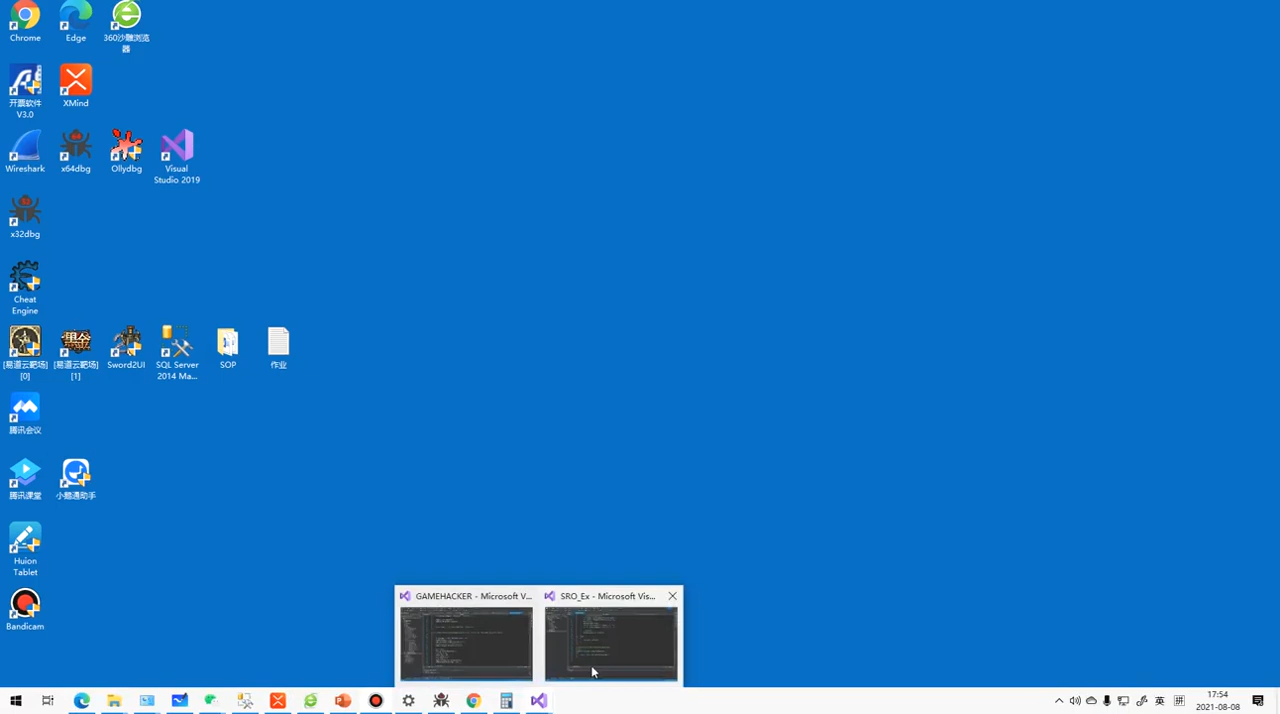 Chrome
Edge
360沙雕浏览
器
开票软件
V3.0
XMind
Wireshark
x64dbg
Ollydbg
Visual
Studio 2019
x32dbg
Cheat
Engine
[易道云靶场]
[0]
[易道云靶场]
[1]
Sword2UI
SQL Server
2014 Ma...
SOP
作业
腾讯会议
腾讯课堂
小鹅通助手
Huion
Tablet
Bandicam
GAMEHACKER - Microsoft V...
SRO_Ex - Microsoft Vis...
英
拼
17:54
2021-08-08